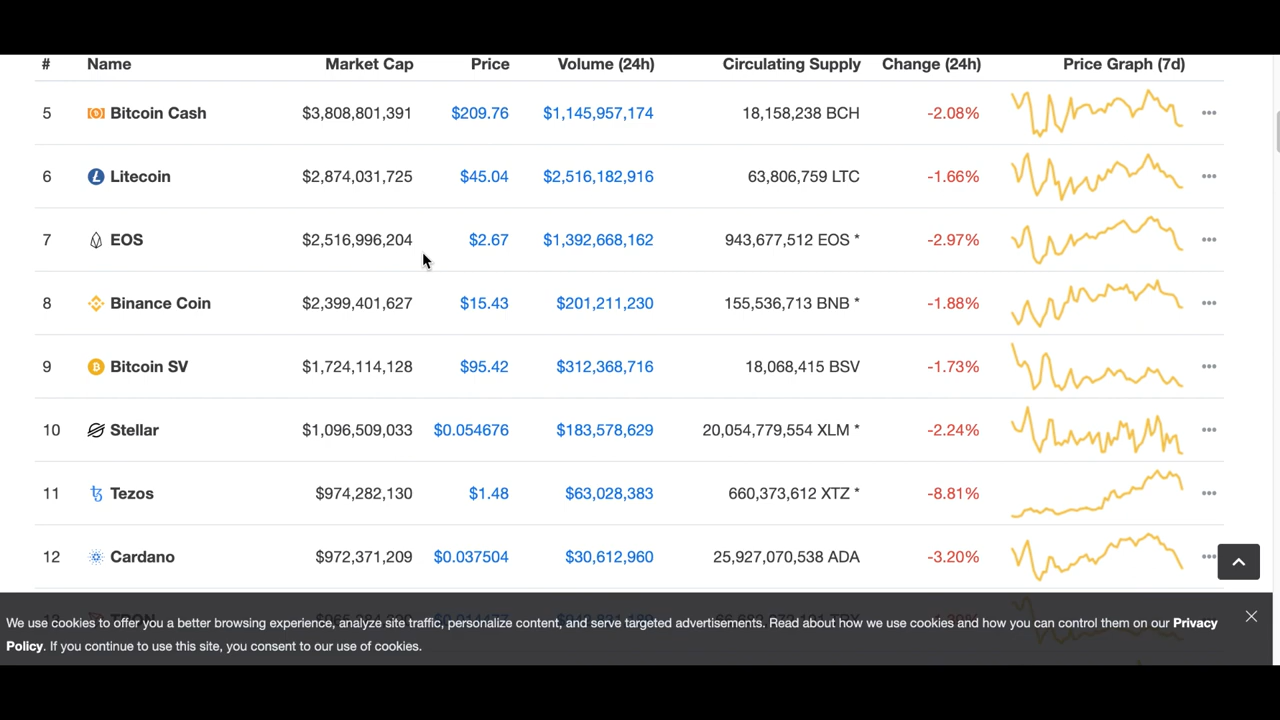 # Name Market Cap Price Volume (24h) Circulating Supply Change (24h) Price Graph (7d)
5 Bitcoin Cash $3,808,801,391 $209.76 $1,145,957,174 18,158,238 BCH -2.08%
6 Litecoin $2,874,031,725 $45.04 $2,516,182,916 63,806,759 LTC -1.66%
7 EOS $2,516,996,204 $2.67 $1,392,668,162 943,677,512 EOS * -2.97%
8 Binance Coin $2,399,401,627 $15.43 $201,211,230 155,536,713 BNB * -1.88%
9 Bitcoin SV $1,724,114,128 $95.42 $312,368,716 18,068,415 BSV -1.73%
10 Stellar $1,096,509,033 $0.054676 $183,578,629 20,054,779,554 XLM * -2.24%
11 Tezos $974,282,130 $1.48 $63,028,383 660,373,612 XTZ * -8.81%
12 Cardano $972,371,209 $0.037504 $30,612,960 25,927,070,538 ADA -3.20%
We use cookies to offer you a better browsing experience, analyze site traffic, personalize content, and serve targeted advertisements. Read about how we use cookies and how you can control them on our Privacy
Policy. If you continue to use this site, you consent to our use of cookies.